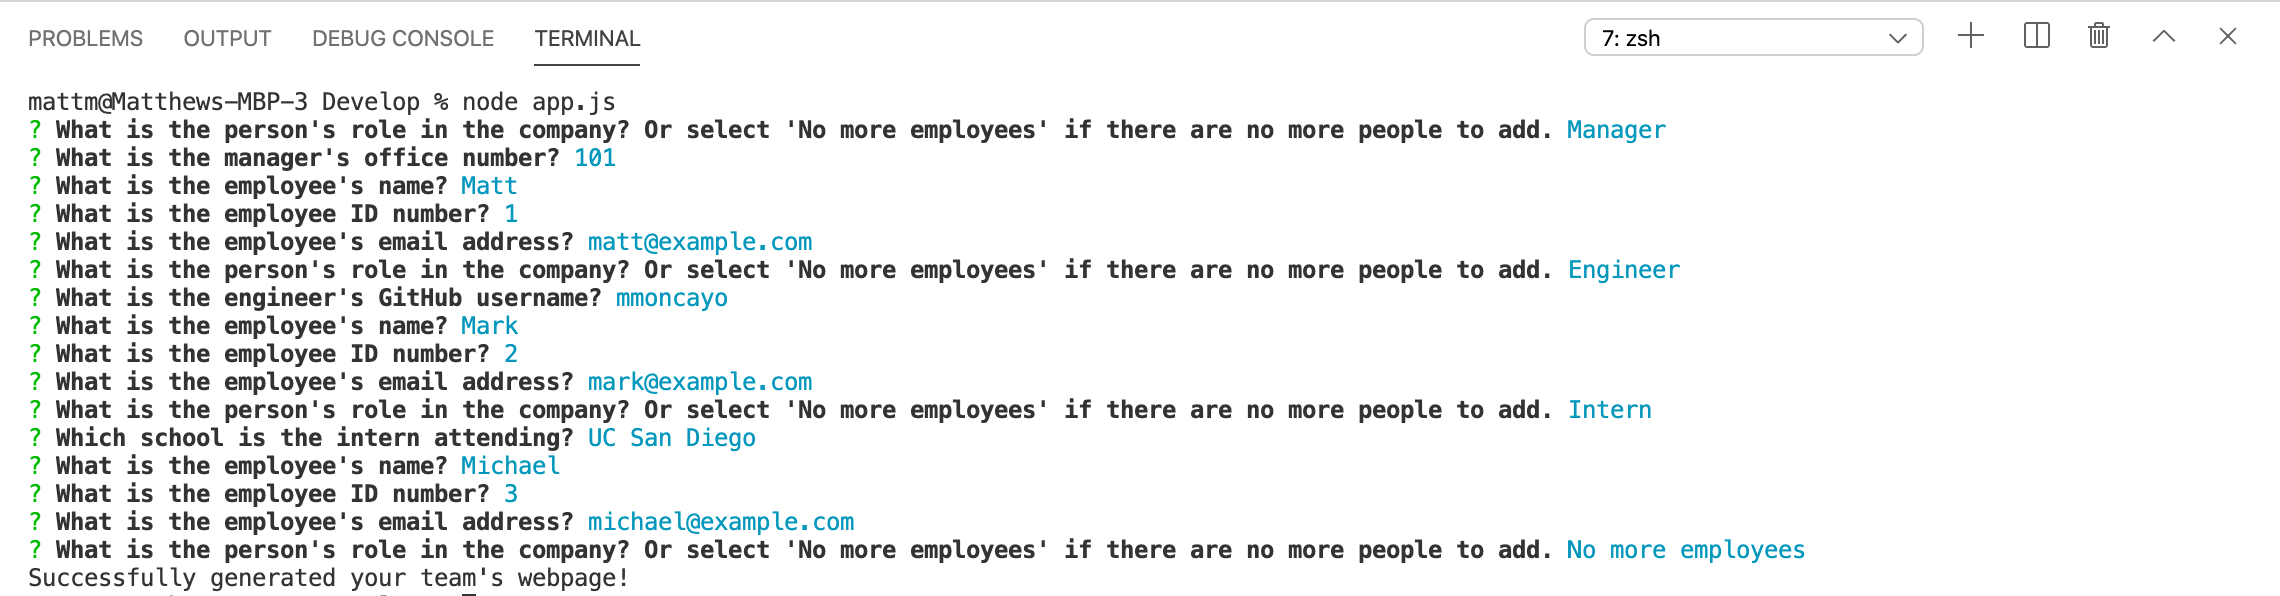 PROBLEMS OUTPUT DEBUG CONSOLE TERMINAL 7: zsh
mattm@Matthews-MBP-3 Develop % node app.js
? What is the person's role in the company? Or select 'No more employees' if there are no more people to add. Manager
? What is the manager's office number? 101
? What is the employee's name? Matt
? What is the employee ID number? 1
? What is the employee's email address? matt@example.com
? What is the person's role in the company? Or select 'No more employees' if there are no more people to add. Engineer
? What is the engineer's GitHub username? mmoncayo
? What is the employee's name? Mark
? What is the employee ID number? 2
? What is the employee's email address? mark@example.com
? What is the person's role in the company? Or select 'No more employees' if there are no more people to add. Intern
? Which school is the intern attending? UC San Diego
? What is the employee's name? Michael
? What is the employee ID number? 3
? What is the employee's email address? michael@example.com
? What is the person's role in the company? Or select 'No more employees' if there are no more people to add. No more employees
Successfully generated your team's webpage!